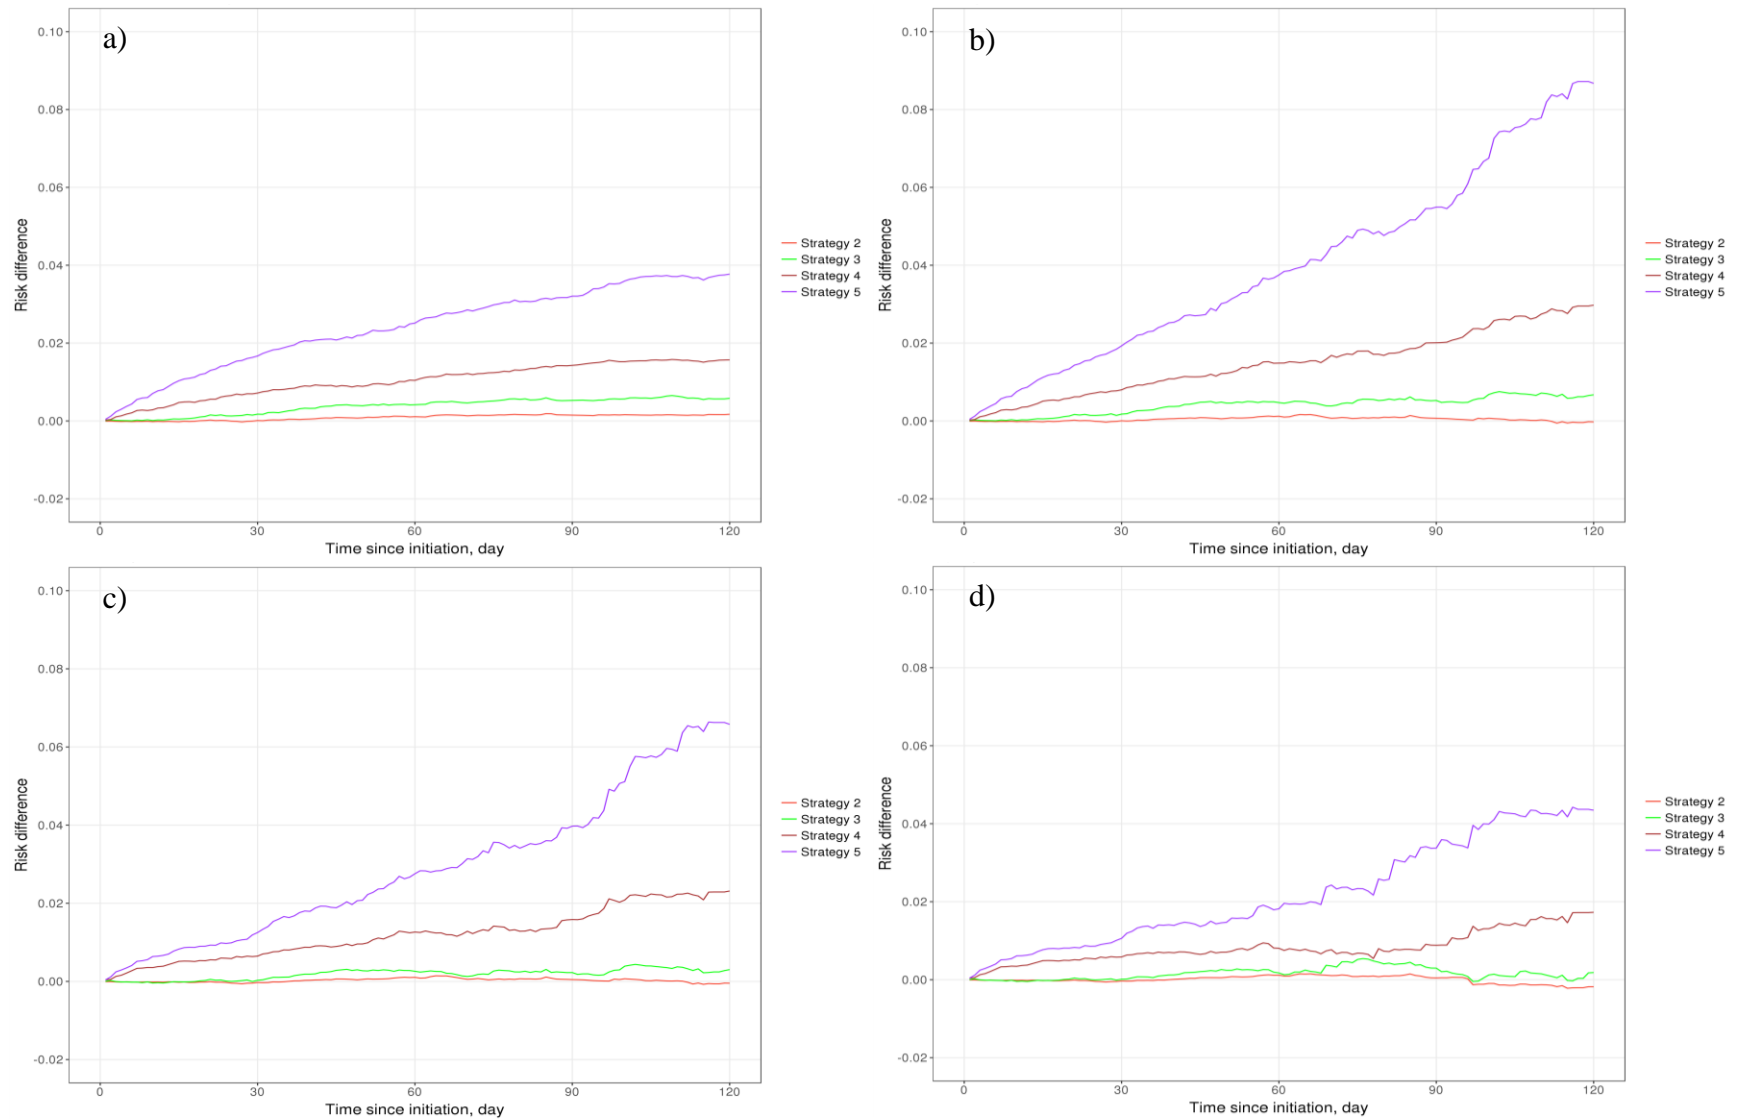 a)
0.10
0.08
0.06
0.04
0.02
0.00
-0.02
Risk difference
0 30 60 90 120
Time since initiation, day
Strategy 2
Strategy 3
Strategy 4
Strategy 5
b)
0.10
0.08
0.06
0.04
0.02
0.00
-0.02
Risk difference
0 30 60 90 120
Time since initiation, day
Strategy 2
Strategy 3
Strategy 4
Strategy 5
c)
0.10
0.08
0.06
0.04
0.02
0.00
-0.02
Risk difference
0 30 60 90 120
Time since initiation, day
Strategy 2
Strategy 3
Strategy 4
Strategy 5
d)
0.10
0.08
0.06
0.04
0.02
0.00
-0.02
Risk difference
0 30 60 90 120
Time since initiation, day
Strategy 2
Strategy 3
Strategy 4
Strategy 5